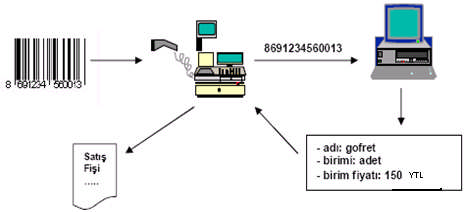 8691234560013
8 691234 560013
- adı: gofret
- birimi: adet
- birim fiyatı: 150 YTL
Satış
Fişi
.....